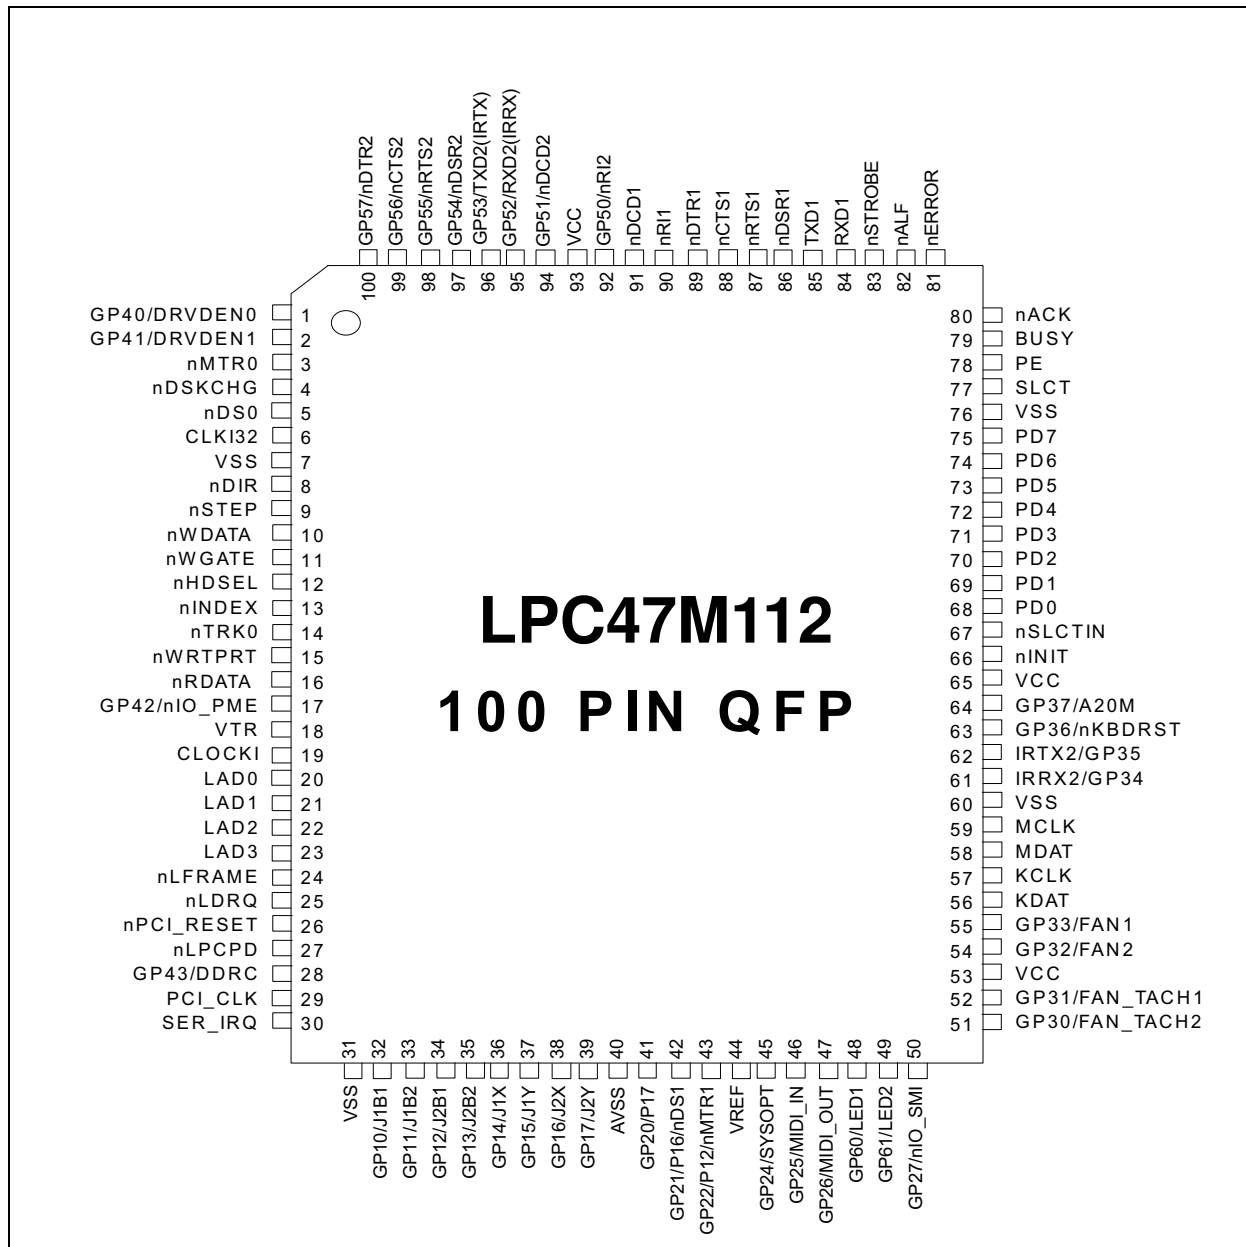 GP57/nDTR2
GP56/nCTS2
GP55/nRTS2
GP54/nDSR2
GP53/TXD2(IRTX)
GP52/RXD2(IRRX)
GP51/nDCD2
VCC
GP50/nRI2
nDCD1
nRI1
nDTR1
nCTS1
nRTS1
nDSR1
TXD1
RXD1
nSTROBE
nALF
nERROR
100
99
98
97
96
95
94
93
92
91
90
89
88
87
86
85
84
83
82
81
GP40/DRVDEN0 1
GP41/DRVDEN1 2
nMTR0 3
nDSKCHG 4
nDS0 5
CLKI32 6
VSS 7
nDIR 8
nSTEP 9
nWDATA 10
nWGATE 11
nHDSEL 12
nINDEX 13
nTRK0 14
nWRTPRT 15
nRDATA 16
GP42/nIO_PME 17
VTR 18
CLOCKI 19
LAD0 20
LAD1 21
LAD2 22
LAD3 23
nLFRAME 24
nLDRQ 25
nPCI_RESET 26
nLPCPD 27
GP43/DDRC 28
PCI_CLK 29
SER_IRQ 30
LPC47M112
100 PIN QFP
80 nACK
79 BUSY
78 PE
77 SLCT
76 VSS
75 PD7
74 PD6
73 PD5
72 PD4
71 PD3
70 PD2
69 PD1
68 PD0
67 nSLCTIN
66 nINIT
65 VCC
64 GP37/A20M
63 GP36/nKBDRST
62 IRTX2/GP35
61 IRRX2/GP34
60 VSS
59 MCLK
58 MDAT
57 KCLK
56 KDAT
55 GP33/FAN1
54 GP32/FAN2
53 VCC
52 GP31/FAN_TACH1
51 GP30/FAN_TACH2
31
32
33
34
35
36
37
38
39
40
41
42
43
44
45
46
47
48
49
50
VSS
GP10/J1B1
GP11/J1B2
GP12/J2B1
GP13/J2B2
GP14/J1X
GP15/J1Y
GP16/J2X
GP17/J2Y
AVSS
GP20/P17
GP21/P16/nDS1
GP22/P12/nMTR1
VREF
GP24/SYSOPT
GP25/MIDI_IN
GP26/MIDI_OUT
GP60/LED1
GP61/LED2
GP27/nIO_SMI